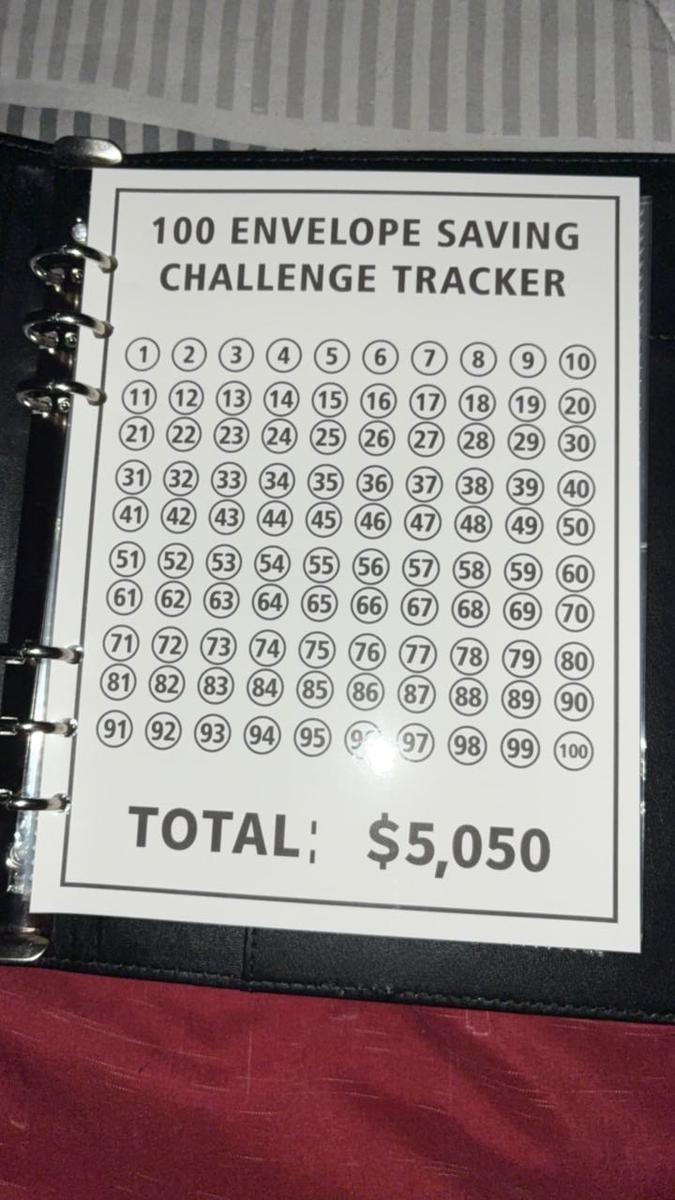 100 ENVELOPE SAVING
CHALLENGE TRACKER
1 2 3 4 5 6 7 8 9 10
11 12 13 14 15 16 17 18 19 20
21 22 23 24 25 26 27 28 29 30
31 32 33 34 35 36 37 38 39 40
41 42 43 44 45 46 47 48 49 50
51 52 53 54 55 56 57 58 59 60
61 62 63 64 65 66 67 68 69 70
71 72 73 74 75 76 77 78 79 80
81 82 83 84 85 86 87 88 89 90
91 92 93 94 95 96 97 98 99 100
TOTAL: $5,050